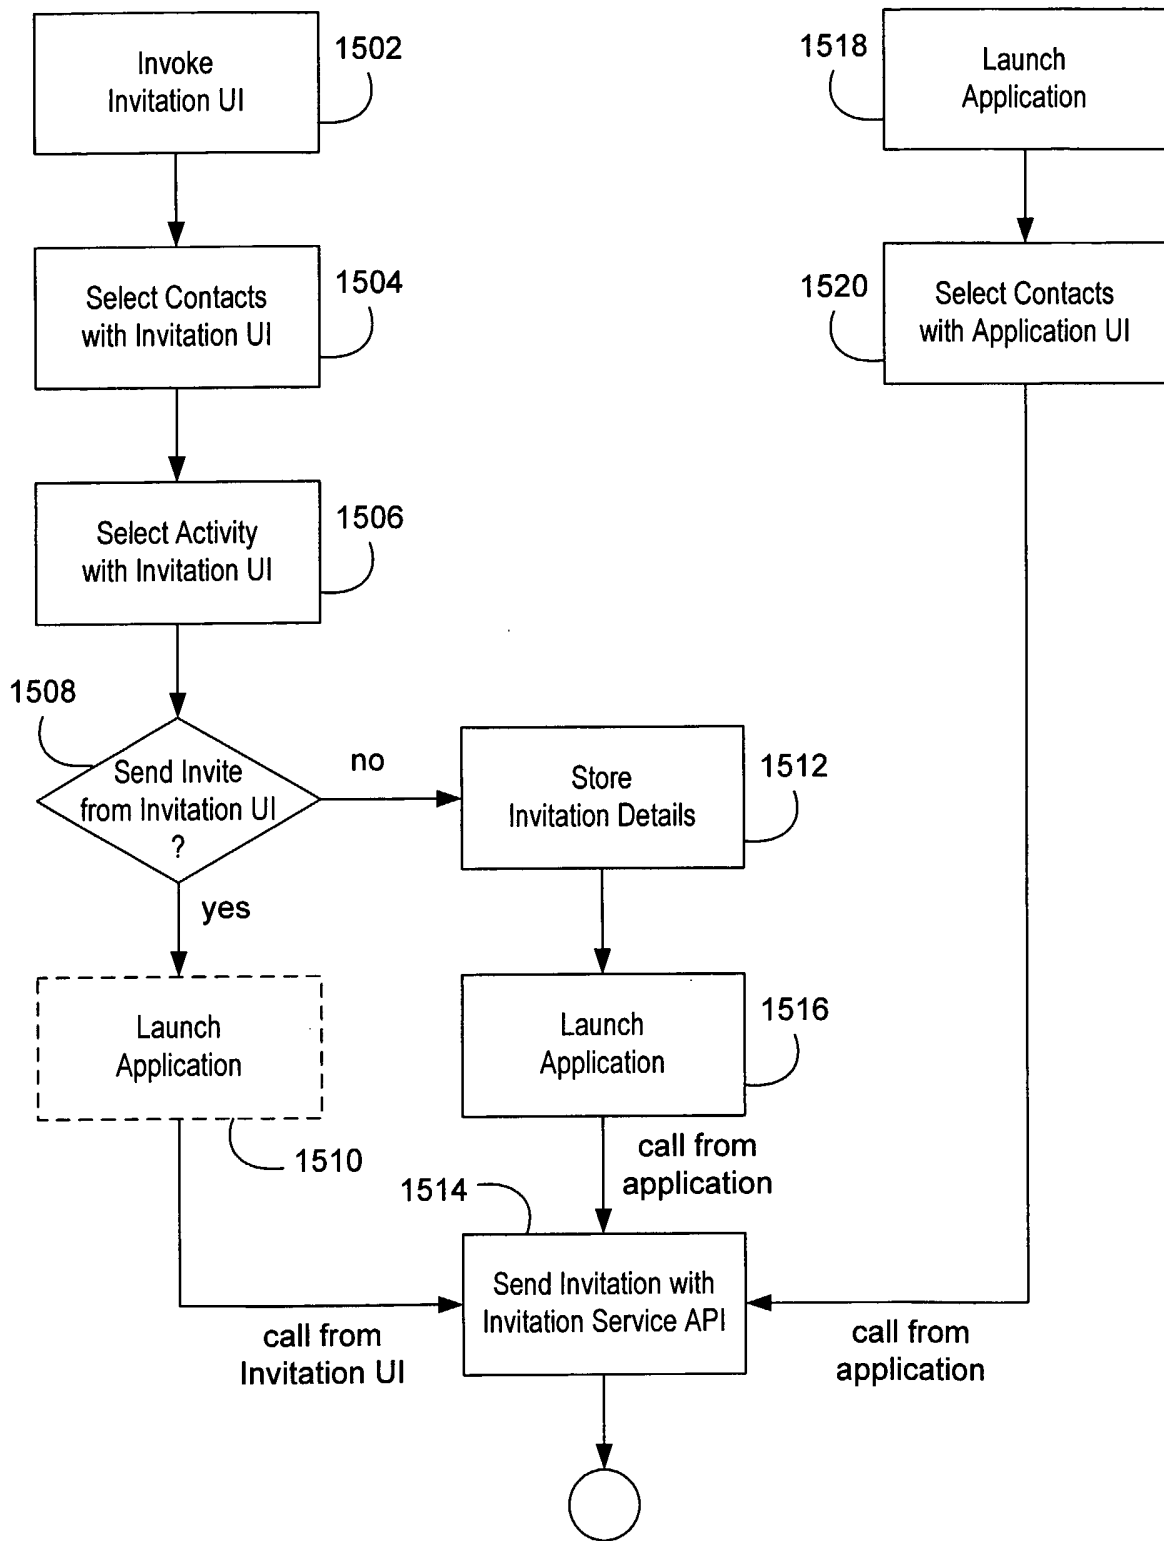 Invoke
Invitation UI
1502
1518
Launch
Application
Select Contacts
with Invitation UI
1504
1520
Select Contacts
with Application UI
Select Activity
with Invitation UI
1506
1508
Send Invite
from Invitation UI
?
no
Store
Invitation Details
1512
yes
Launch
Application
1510
Launch
Application
1516
call from
application
1514
Send Invitation with
Invitation Service API
call from
Invitation UI
call from
application